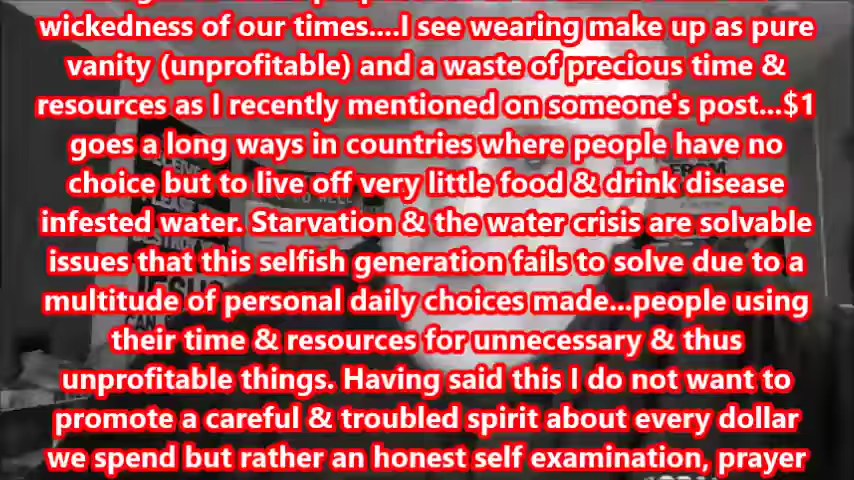 wickedness of our times....I see wearing make up as pure
vanity (unprofitable) and a waste of precious time &
resources as I recently mentioned on someone's post...$1
goes a long ways in countries where people have no
choice but to live off very little food & drink disease
infested water. Starvation & the water crisis are solvable
issues that this selfish generation fails to solve due to a
multitude of personal daily choices made...people using
their time & resources for unnecessary & thus
unprofitable things. Having said this I do not want to
promote a careful & troubled spirit about every dollar
we spend but rather an honest self examination, prayer